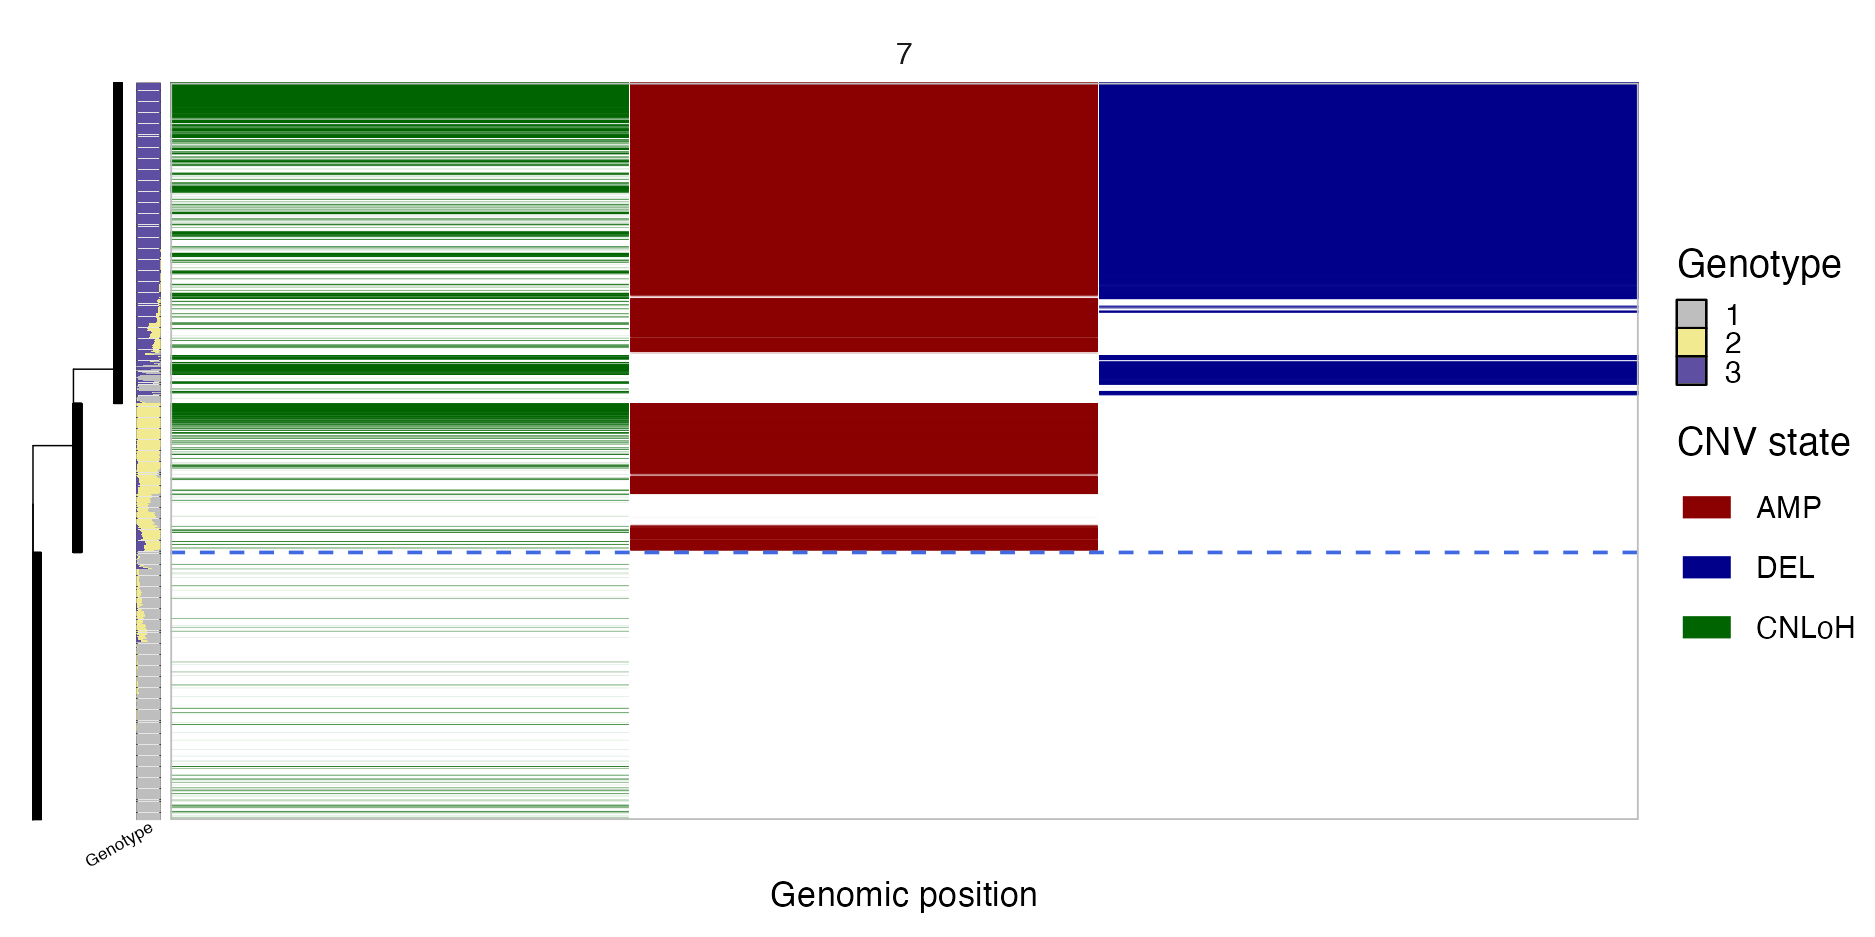 7
Genotype
1
2
3
CNV state
AMP
DEL
CNLoH
Genotype
Genomic position